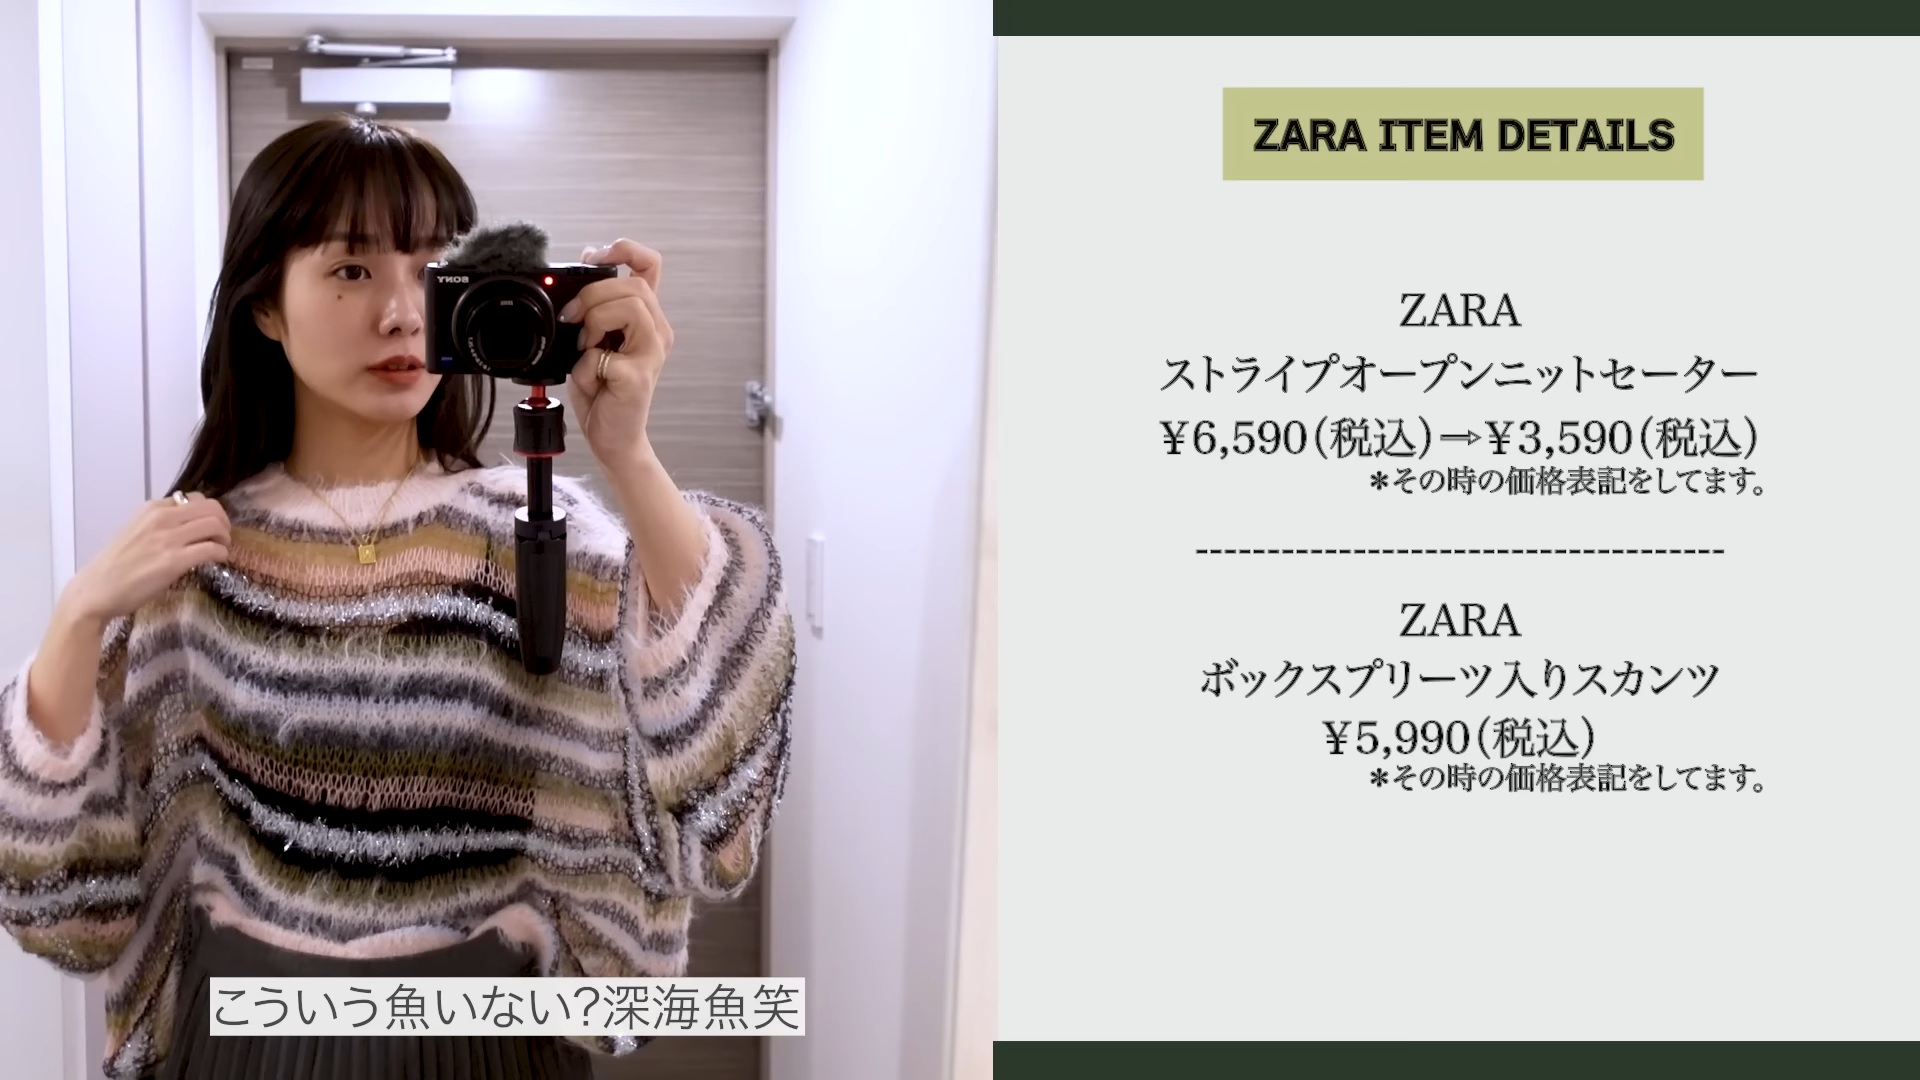 SONY
こういう魚いない?深海魚笑
ZARA ITEM DETAILS
ZARA
ストライプオープンニットセーター
¥6,590(税込)⇒¥3,590(税込)
*その時の価格表記をしてます。
------------------------------------
ZARA
ボックスプリーツ入りスカンツ
¥5,990(税込)
*その時の価格表記をしてます。